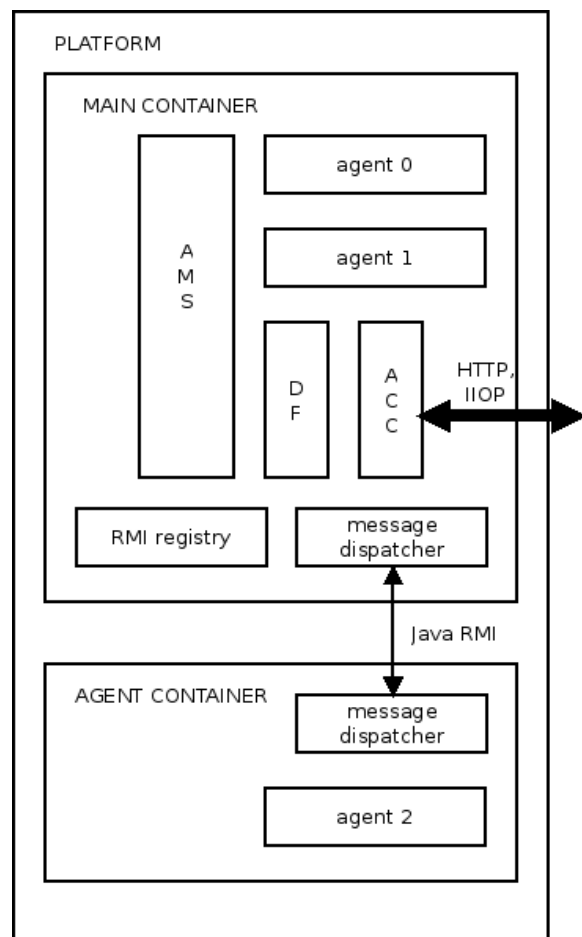 PLATFORM
MAIN CONTAINER
A
M
S
agent 0
agent 1
D
F
A
C
C
HTTP,
IIOP
RMI registry
message
dispatcher
Java RMI
AGENT CONTAINER
message
dispatcher
agent 2